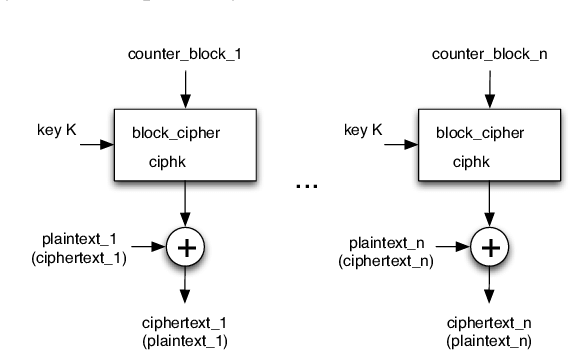 counter_block_1
key K
block_cipher
ciphk
plaintext_1
(ciphertext_1)
+
ciphertext_1
(plaintext_1)
...
counter_block_n
key K
block_cipher
ciphk
plaintext_n
(ciphertext_n)
+
ciphertext_n
(plaintext_n)